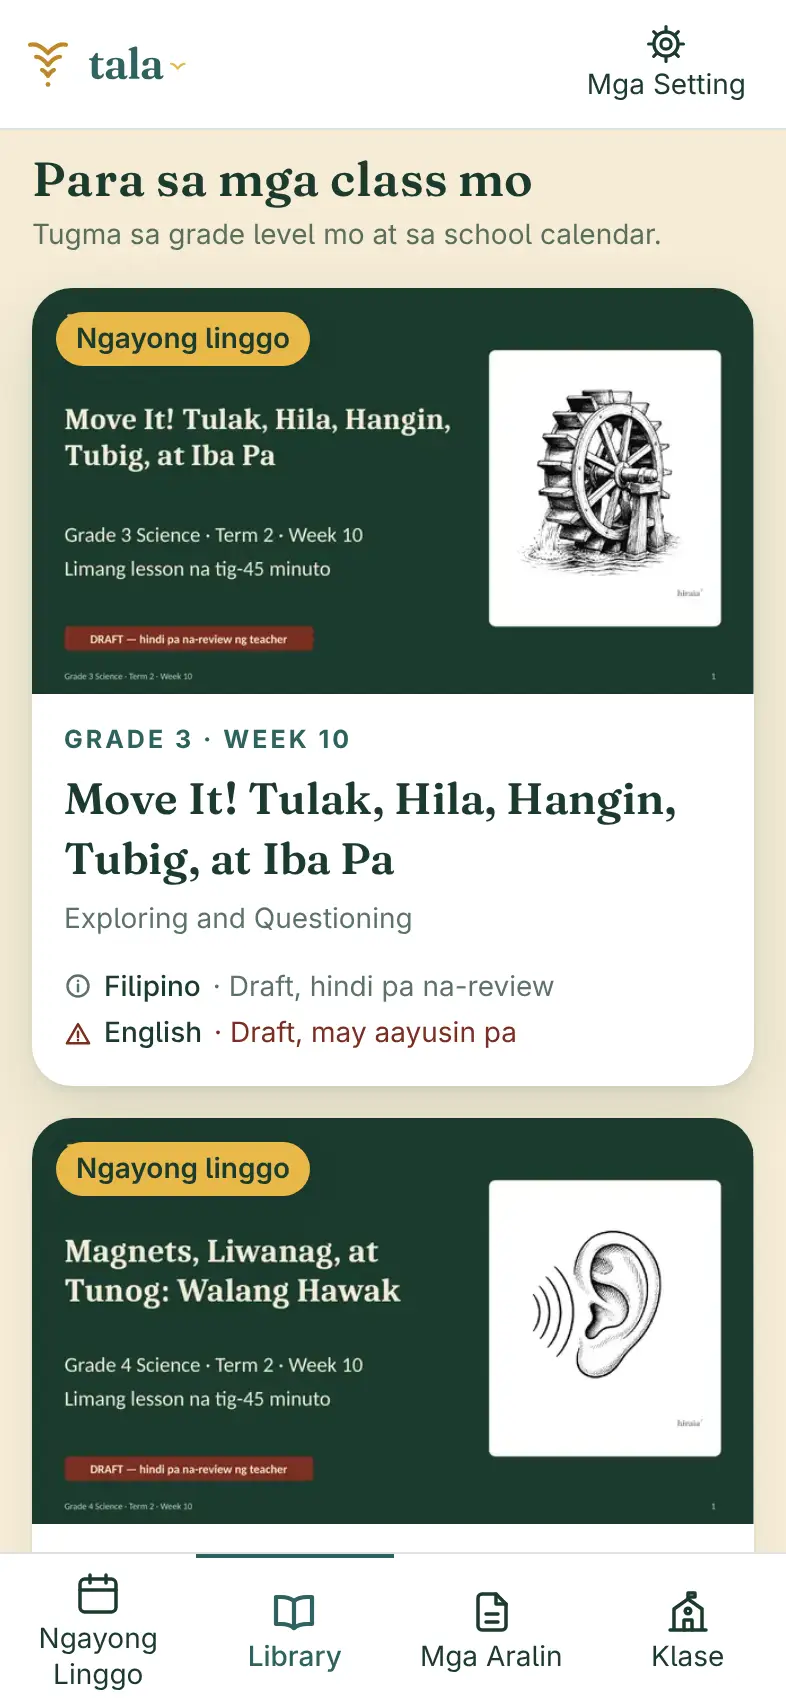 tala
Mga Setting
Para sa mga class mo
Tugma sa grade level mo at sa school calendar.
Ngayong linggo
Move It! Tulak, Hila, Hangin,
Tubig, at Iba Pa
Grade 3 Science · Term 2 · Week 10
Limang lesson na tig-45 minuto
DRAFT — hindi pa na-review ng teacher
Grade 3 Science · Term 2 · Week 10
1
GRADE 3 · WEEK 10
Move It! Tulak, Hila, Hangin,
Tubig, at Iba Pa
Exploring and Questioning
Filipino · Draft, hindi pa na-review
English · Draft, may aayusin pa
Ngayong linggo
Magnets, Liwanag, at
Tunog: Walang Hawak
Grade 4 Science · Term 2 · Week 10
Limang lesson na tig-45 minuto
DRAFT — hindi pa na-review ng teacher
Grade 4 Science · Term 2 · Week 10
1
Ngayong
Linggo
Library
Mga Aralin
Klase